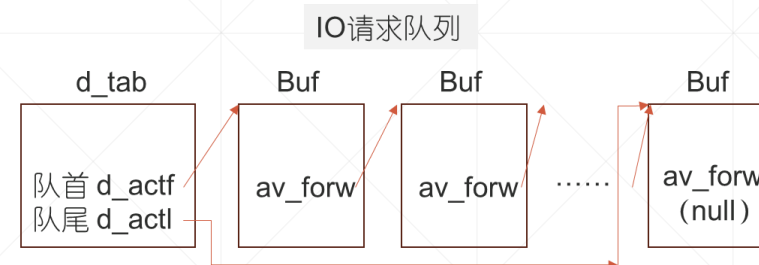 IO请求队列
d_tab
Buf
Buf
Buf
队首 d_actf
队尾 d_actl
av_forw
av_forw
······
av_forw
(null)